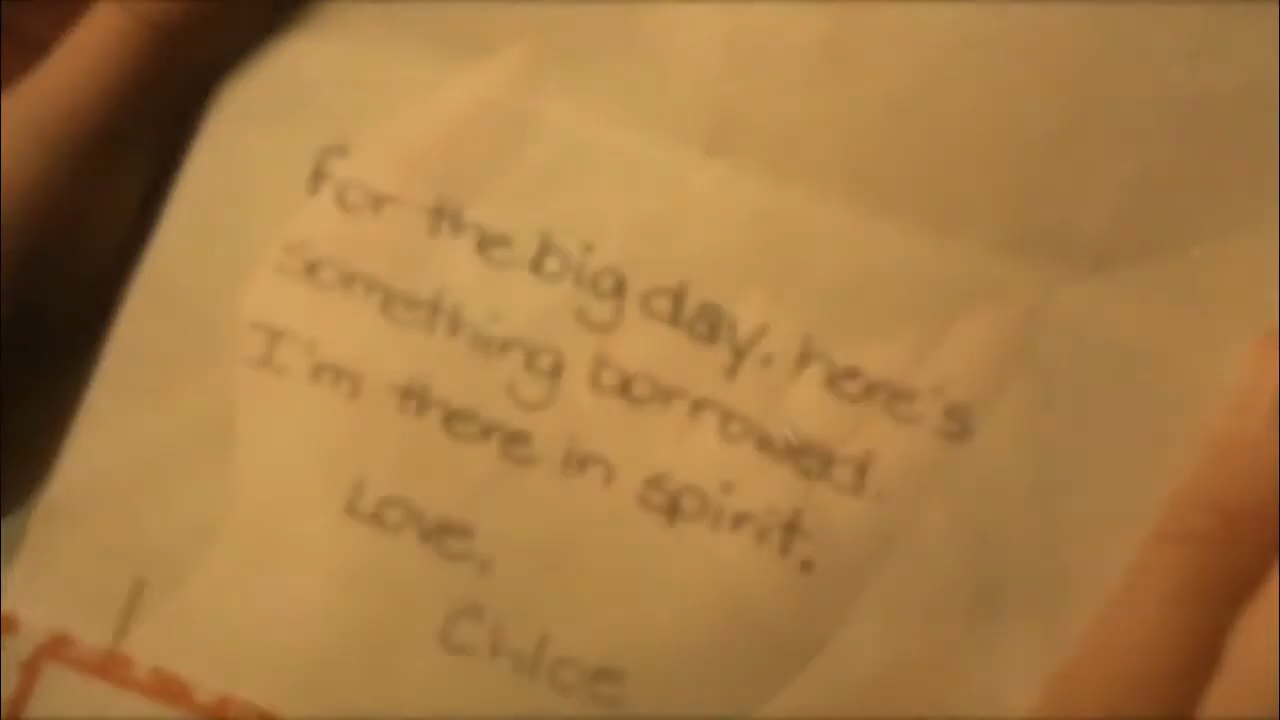 For the big day, here's
something borrowed.
I'm there in spirit.
Love,
Chloe